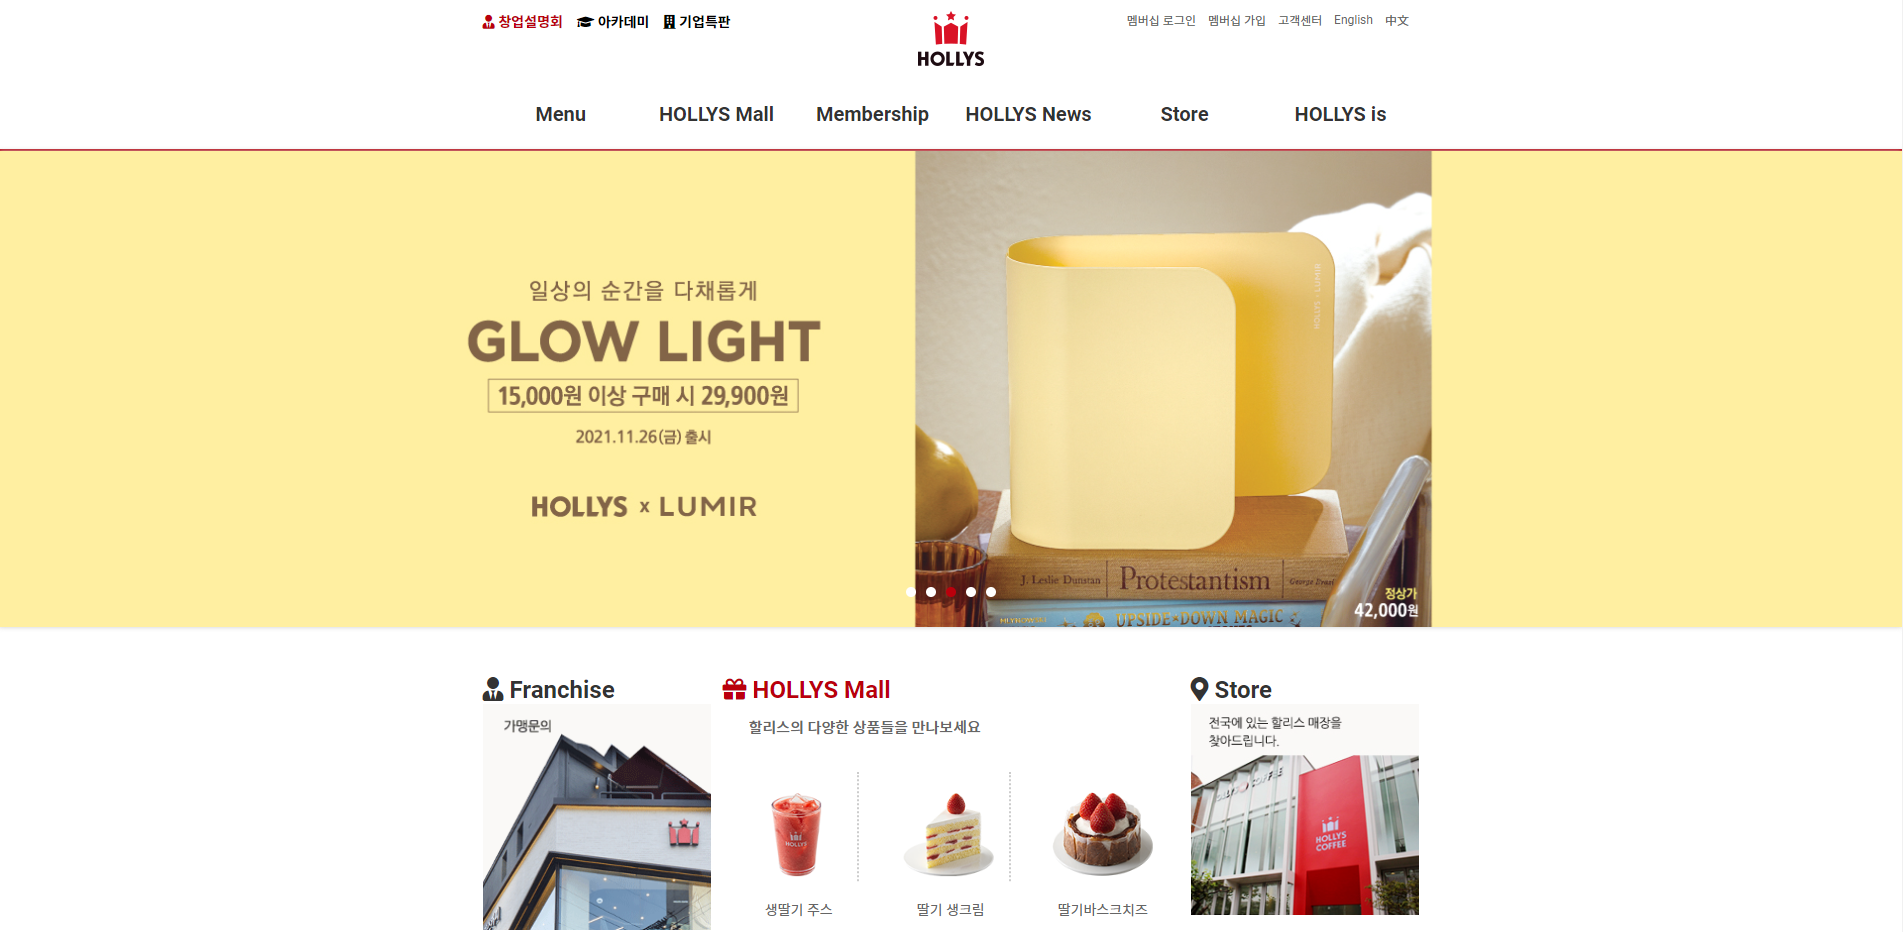 창업설명회 아카데미 기업특판
HOLLYS
멤버십 로그인 멤버십 가입 고객센터 English 中文
Menu HOLLYS Mall Membership HOLLYS News Store HOLLYS is
일상의 순간을 다채롭게
GLOW LIGHT
15,000원 이상 구매 시 29,900원
2021.11.26(금) 출시
HOLLYS x LUMIR
HOLLYS · LUMIR
J. Leslie Dunstan Protestantism
UPSIDE DOWN MAGIC
정상가
42,000원
Franchise
가맹문의
HOLLYS Mall
할리스의 다양한 상품들을 만나보세요
HOLLYS
생딸기 주스
딸기 생크림
딸기바스크치즈
Store
전국에 있는 할리스 매장을
찾아드립니다.
COFFEE
HOLLYS
COFFEE